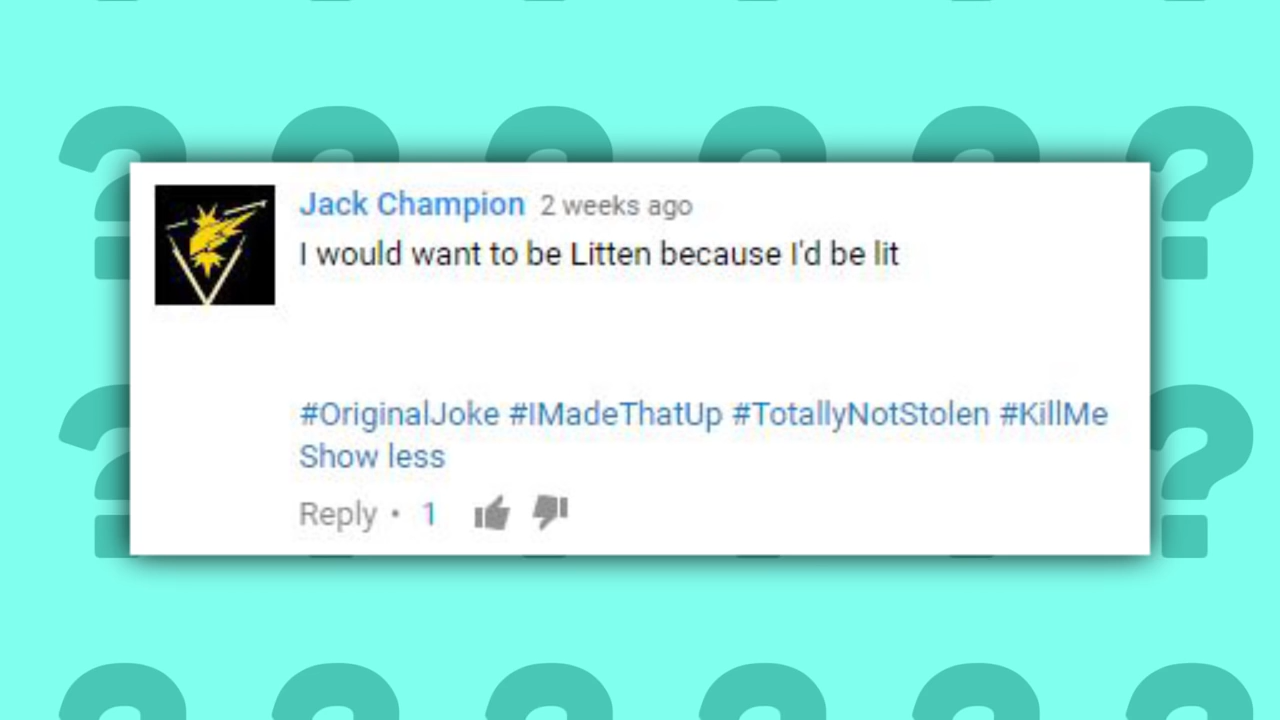 Jack Champion 2 weeks ago
I would want to be Litten because I'd be lit
#OriginalJoke #IMadeThatUp #TotallyNotStolen #KillMe
Show less
Reply • 1